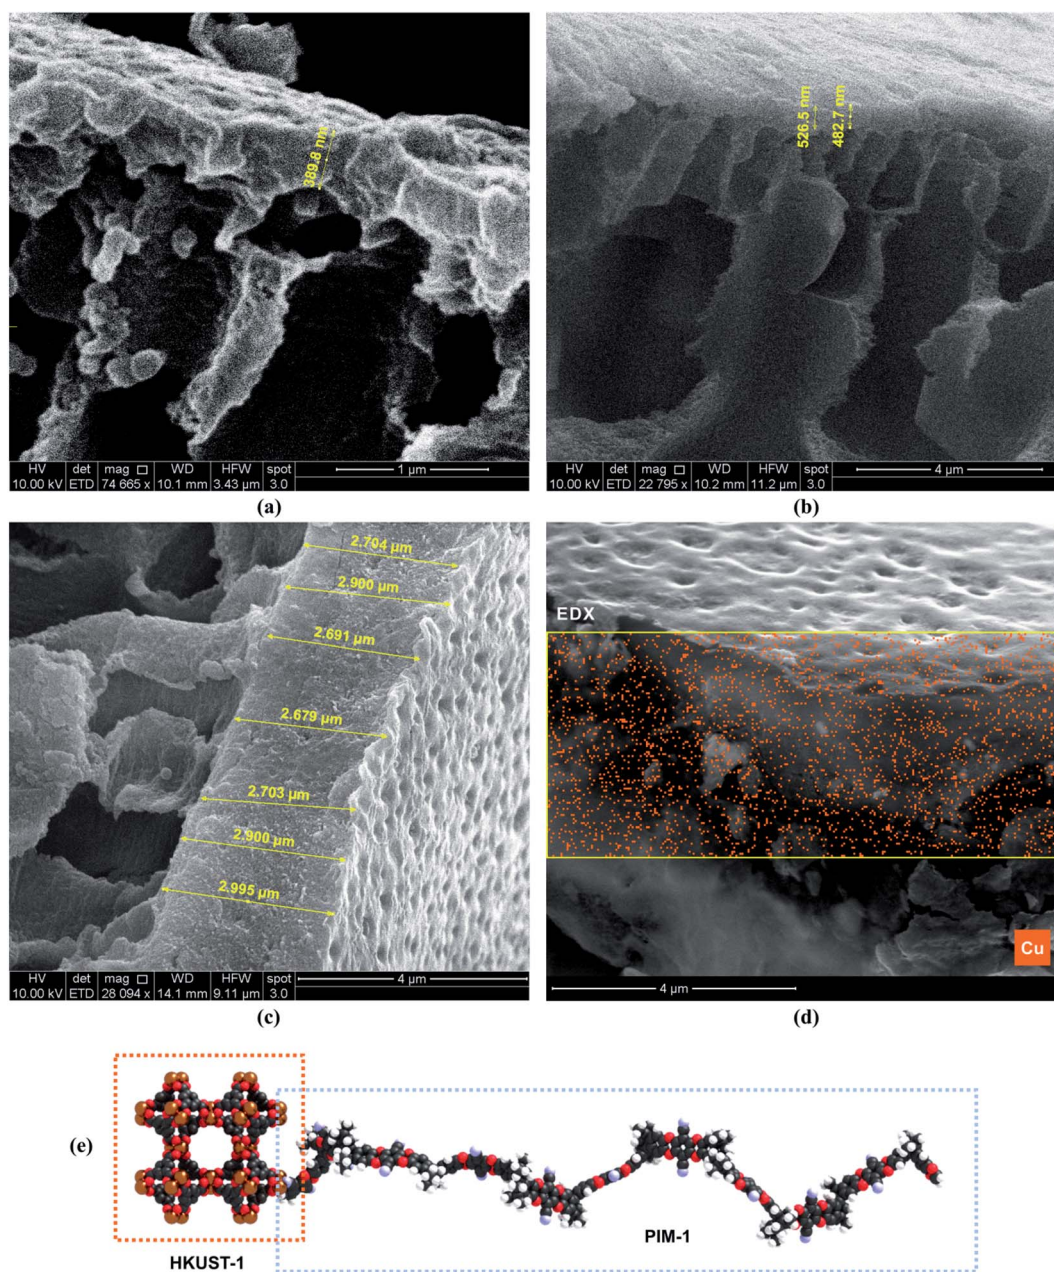 389.8 nm
HV det mag WD HFW spot
10.00 kV ETD 74 665 x 10.1 mm 3.43 µm 3.0 1 µm
(a)
526.5 nm
482.7 nm
HV det mag WD HFW spot
10.00 kV ETD 22 795 x 10.2 mm 11.2 µm 3.0 4 µm
(b)
2.704 µm
2.900 µm
2.691 µm
2.679 µm
2.703 µm
2.900 µm
2.995 µm
HV det mag WD HFW spot
10.00 kV ETD 28 094 x 14.1 mm 9.11 µm 3.0 4 µm
(c)
EDX
Cu
4 µm
(d)
(e)
HKUST-1
PIM-1